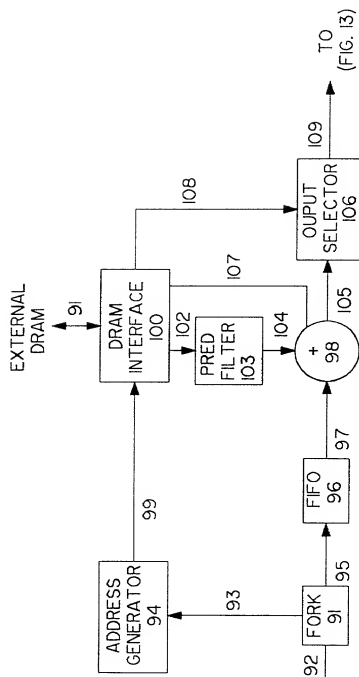 EXTERNAL
DRAM
91
ADDRESS
GENERATOR
94
99
DRAM
INTERFACE
100
108
102
107
PRED
FILTER
103
93
104
92
FORK
91
95
FIFO
96
97
+
98
105
OUPUT
SELECTOR
106
109
TO
(FIG. 13)